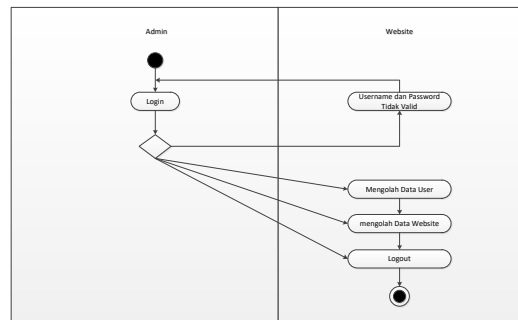 Admin
Website
Login
Username dan Password
Tidak Valid
Mengolah Data User
mengolah Data Website
Logout